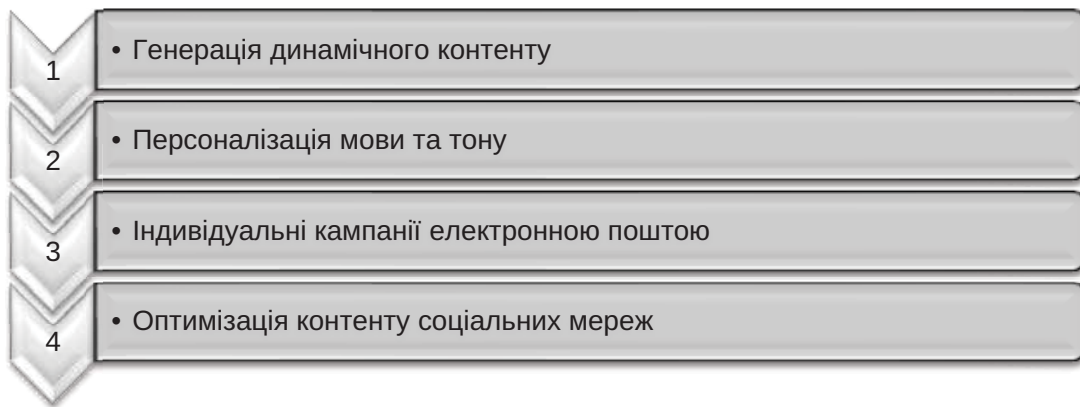 1
• Генерація динамічного контенту
2
• Персоналізація мови та тону
3
• Індивідуальні кампанії електронною поштою
4
• Оптимізація контенту соціальних мереж